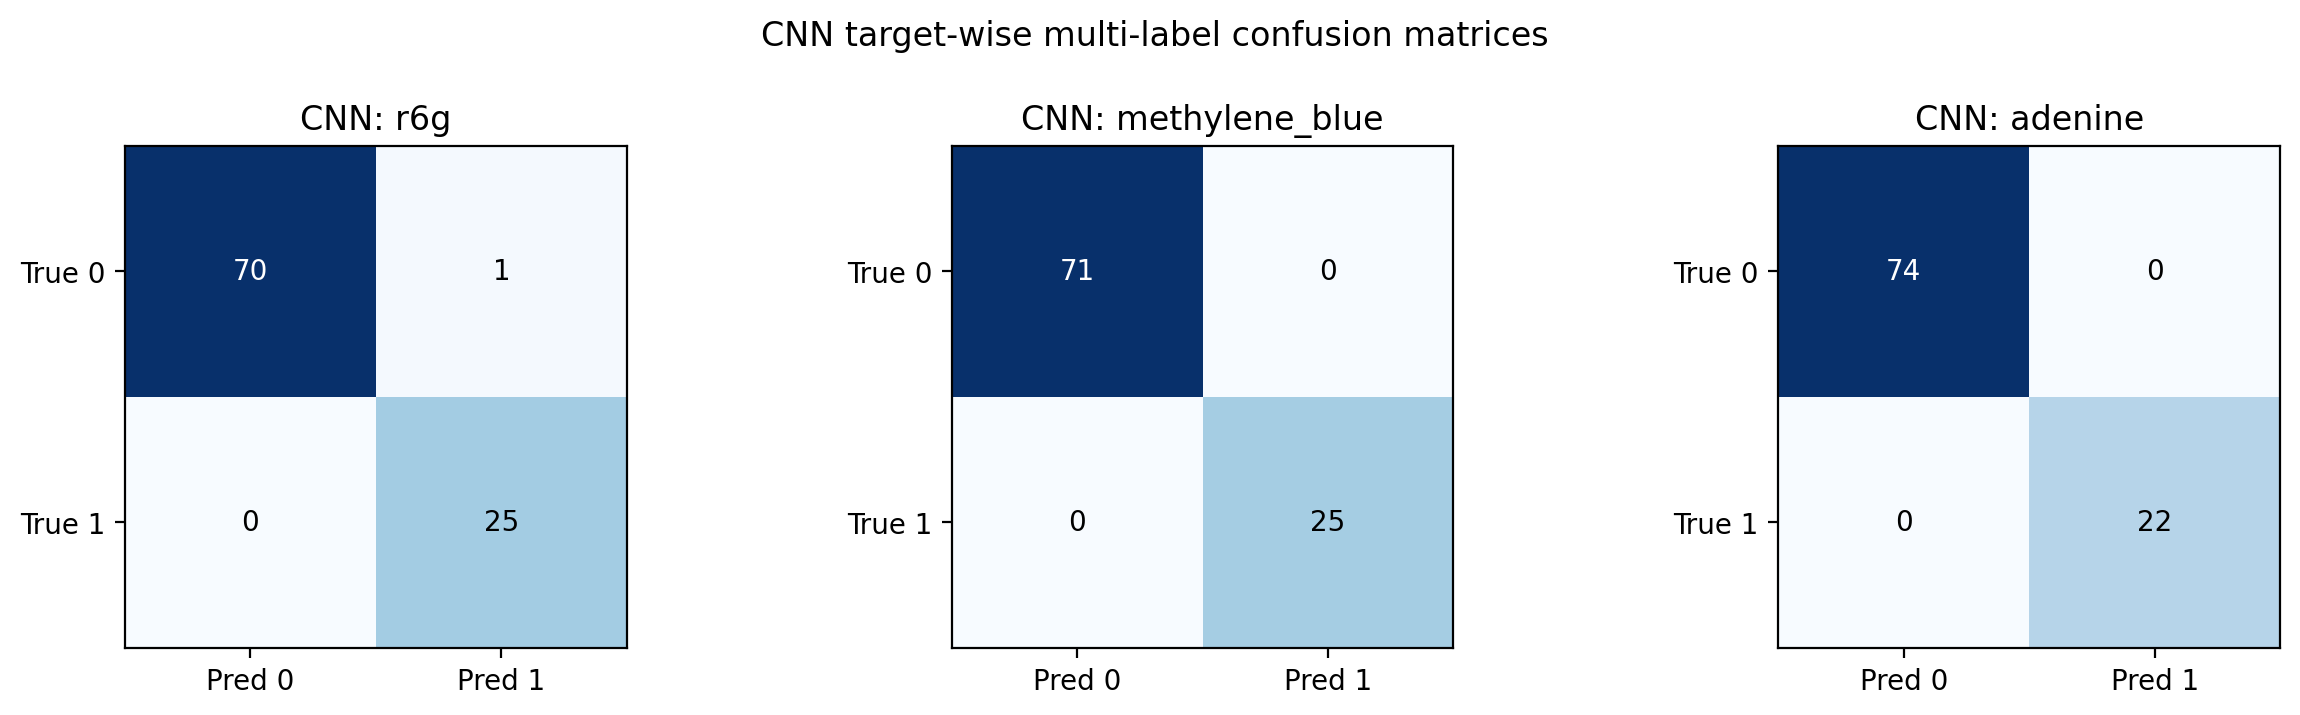 CNN target-wise multi-label confusion matrices
CNN: r6g
True 0
70
1
True 1
0
25
Pred 0
Pred 1
CNN: methylene_blue
True 0
71
0
True 1
0
25
Pred 0
Pred 1
CNN: adenine
True 0
74
0
True 1
0
22
Pred 0
Pred 1